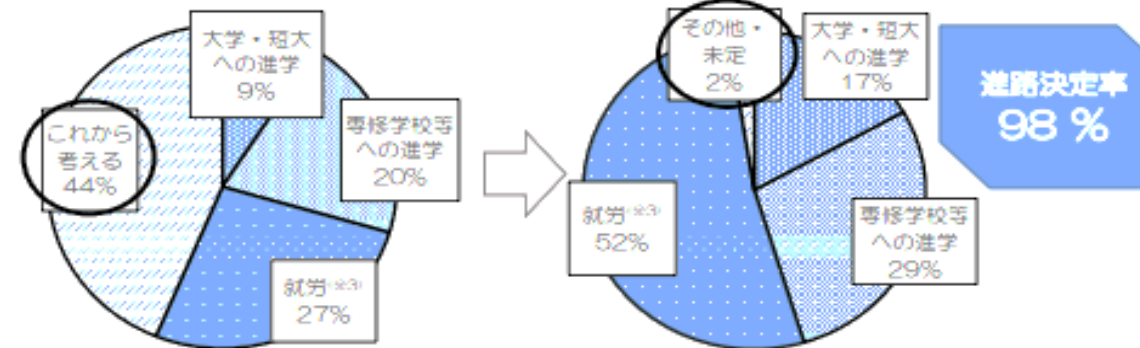 大学・短大
への進学
9%
専修学校等
への進学
20%
就労(※3)
27%
これから
考える
44%
その他・
未定
2%
大学・短大
への進学
17%
専修学校等
への進学
29%
就労(※3)
52%
進路決定率
98 %